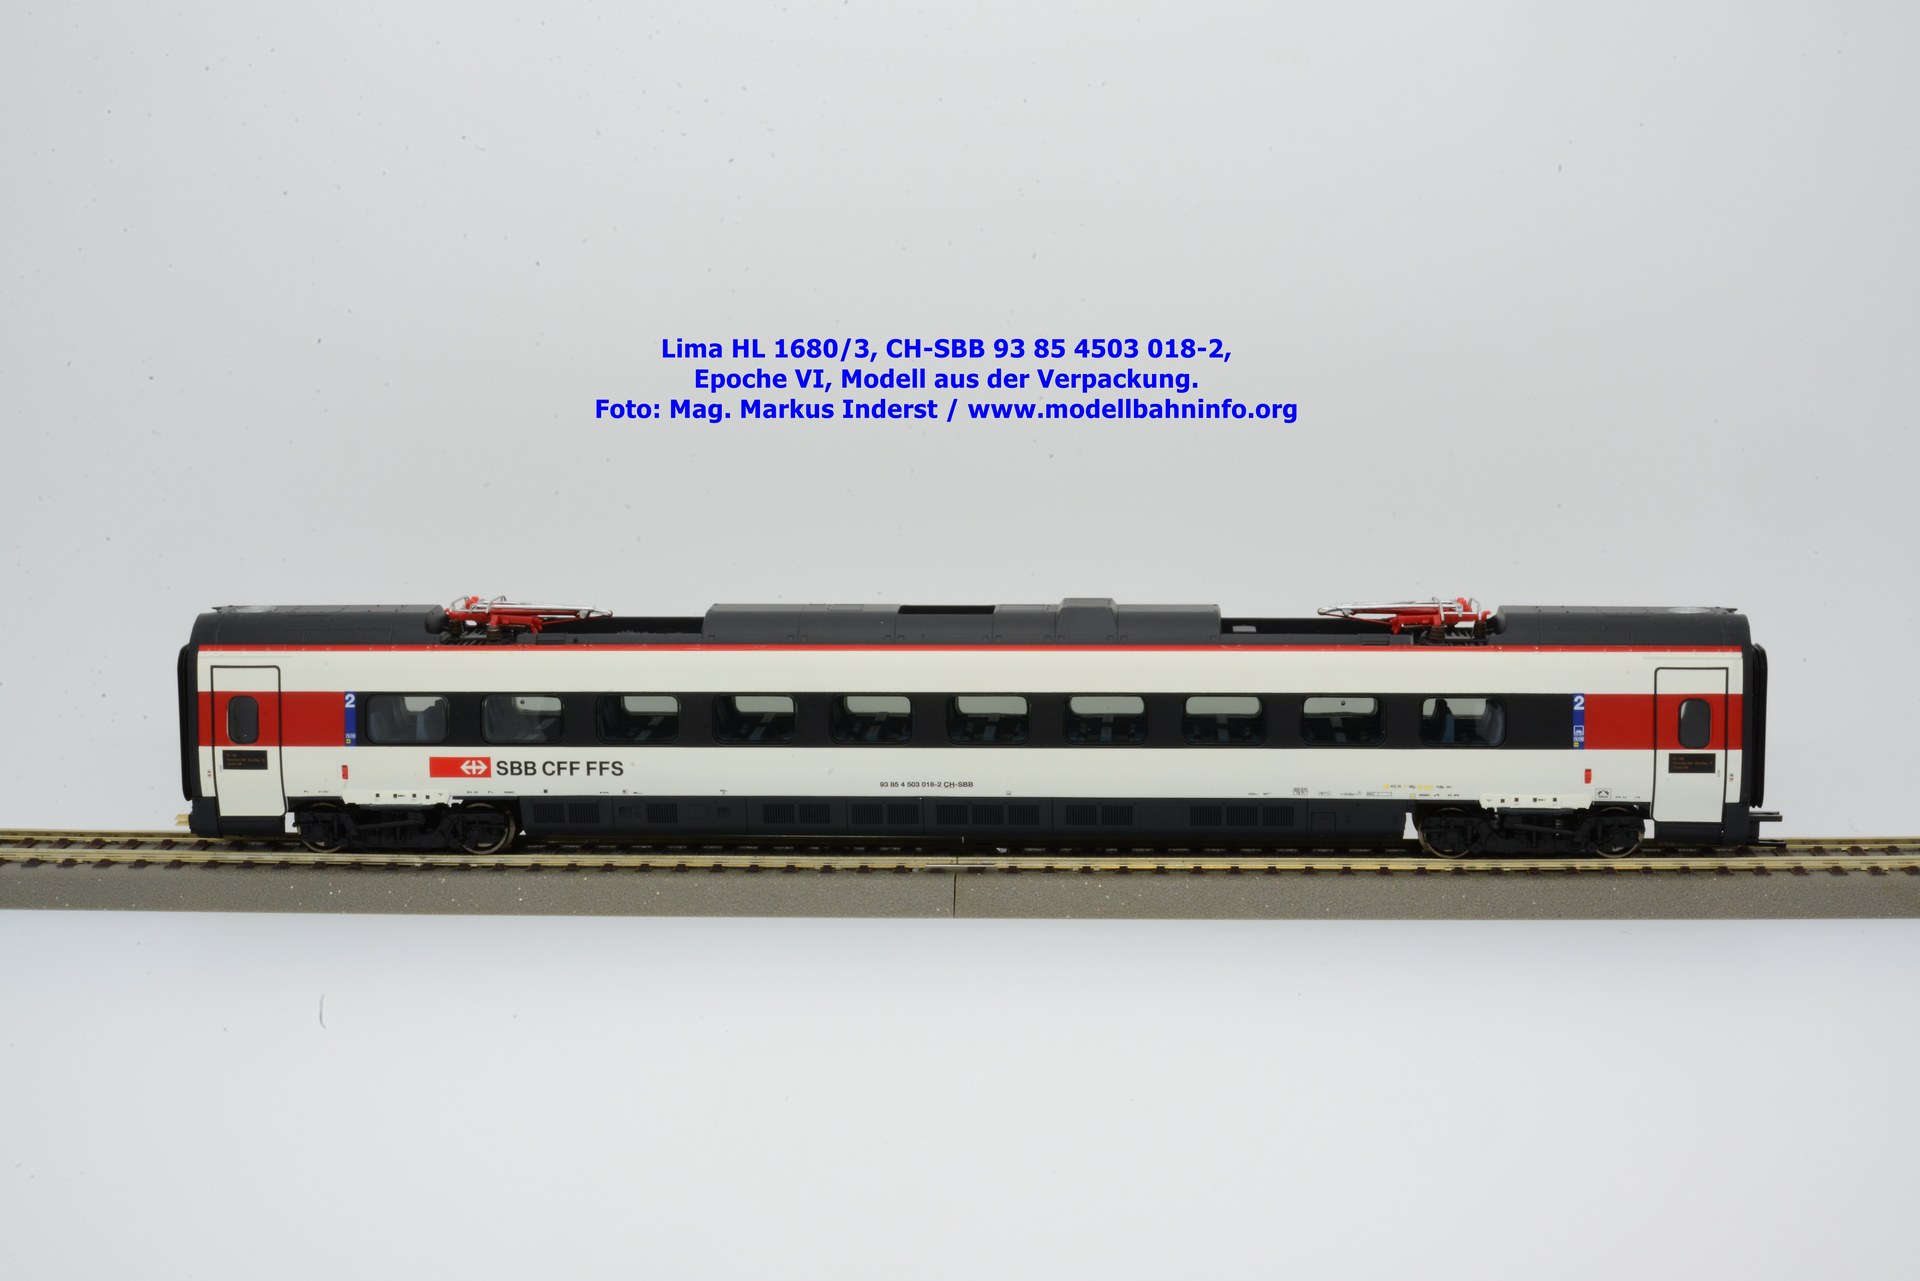 Lima HL 1680/3, CH-SBB 93 85 4503 018-2,
Epoche VI, Modell aus der Verpackung.
Foto: Mag. Markus Inderst / www.modellbahninfo.org
2
2
SBB CFF FFS
93 85 4 503 018-2 CH-SBB